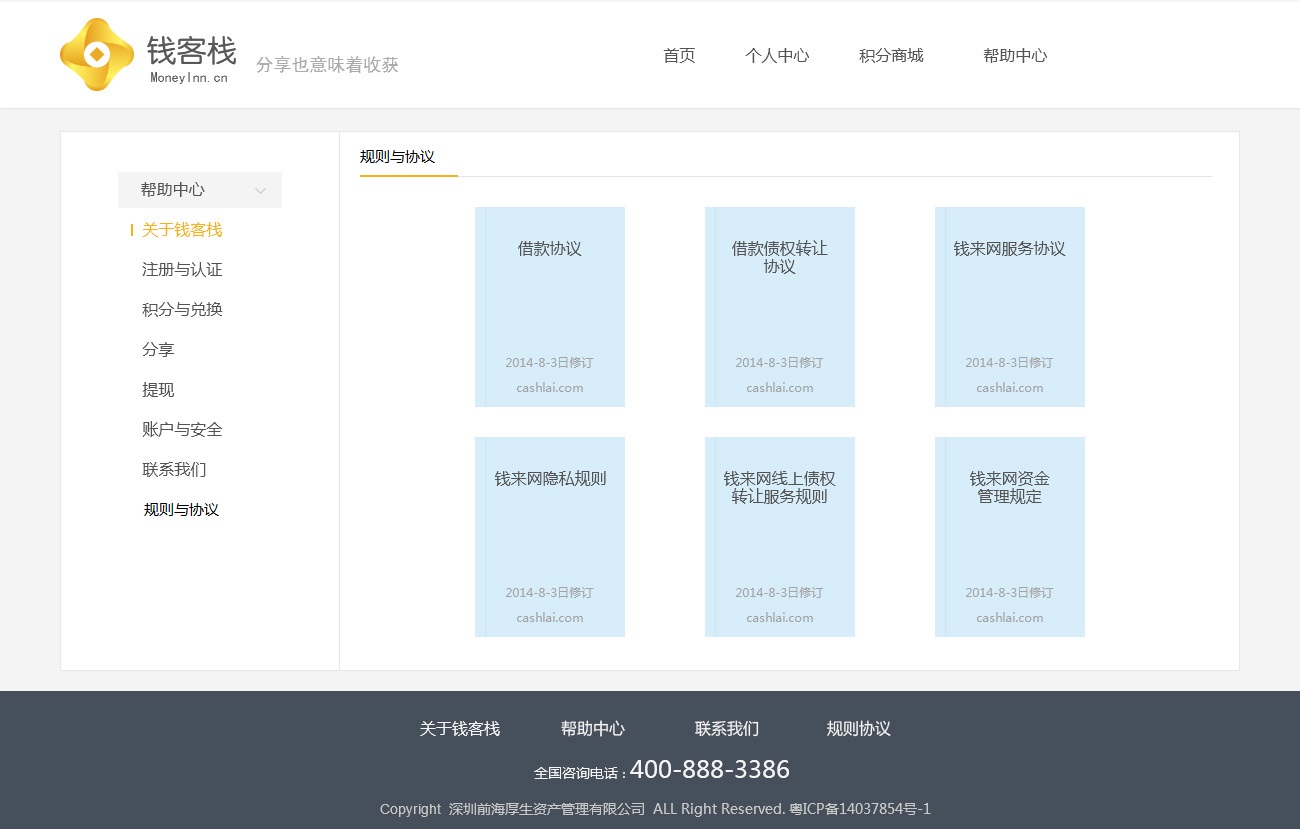 钱客栈
MoneyInn.cn
分享也意味着收获
首页 个人中心 积分商城 帮助中心
帮助中心
关于钱客栈
注册与认证
积分与兑换
分享
提现
账户与安全
联系我们
规则与协议
规则与协议
借款协议
2014-8-3日修订
cashlai.com
借款债权转让
协议
2014-8-3日修订
cashlai.com
钱来网服务协议
2014-8-3日修订
cashlai.com
钱来网隐私规则
2014-8-3日修订
cashlai.com
钱来网线上债权
转让服务规则
2014-8-3日修订
cashlai.com
钱来网资金
管理规定
2014-8-3日修订
cashlai.com
关于钱客栈 帮助中心 联系我们 规则协议
全国咨询电话：400-888-3386
Copyright 深圳前海厚生资产管理有限公司 ALL Right Reserved. 粤ICP备14037854号-1